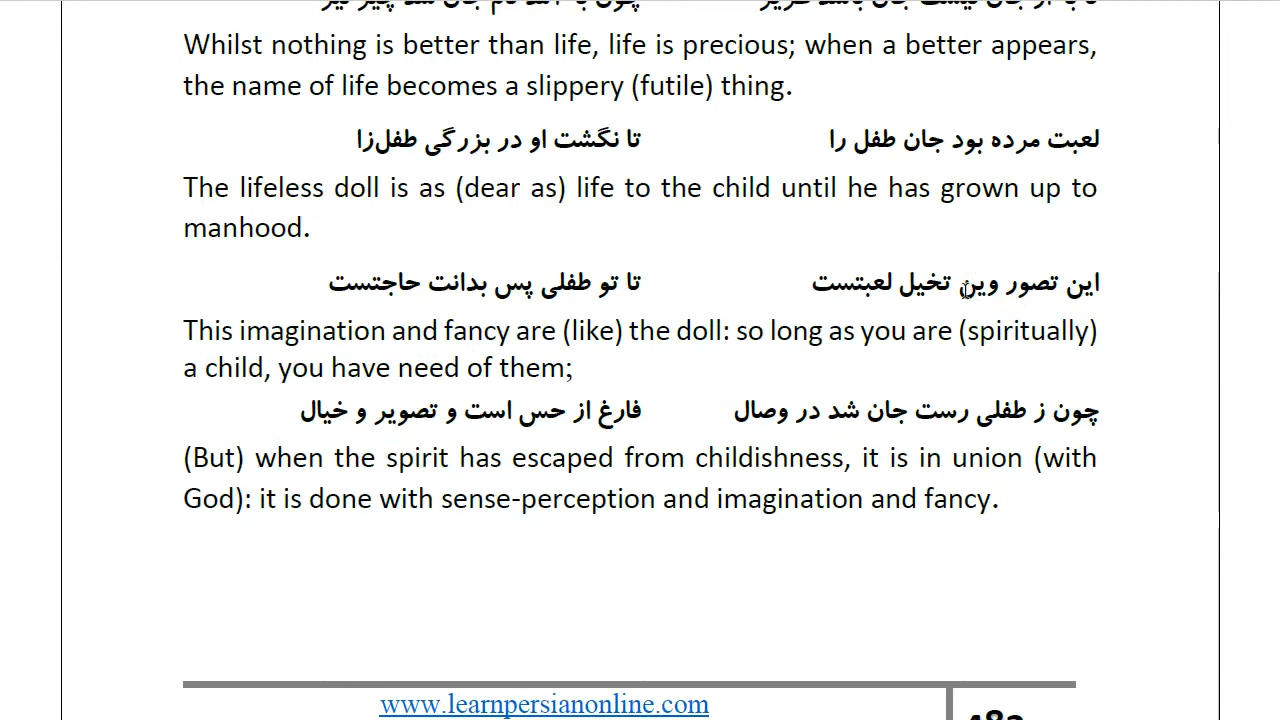 Whilst nothing is better than life, life is precious; when a better appears,
the name of life becomes a slippery (futile) thing.
لعبت مرده بود جان طفل را تا نگشت او در بزرگی طفل‌زا
The lifeless doll is as (dear as) life to the child until he has grown up to
manhood.
این تصور وین تخیل لعبتست تا تو طفلی پس بدانت حاجتست
This imagination and fancy are (like) the doll: so long as you are (spiritually)
a child, you have need of them;
چون ز طفلی رست جان شد در وصال فارغ از حس است و تصویر و خیال
(But) when the spirit has escaped from childishness, it is in union (with
God): it is done with sense-perception and imagination and fancy.
www.learnpersianonline.com